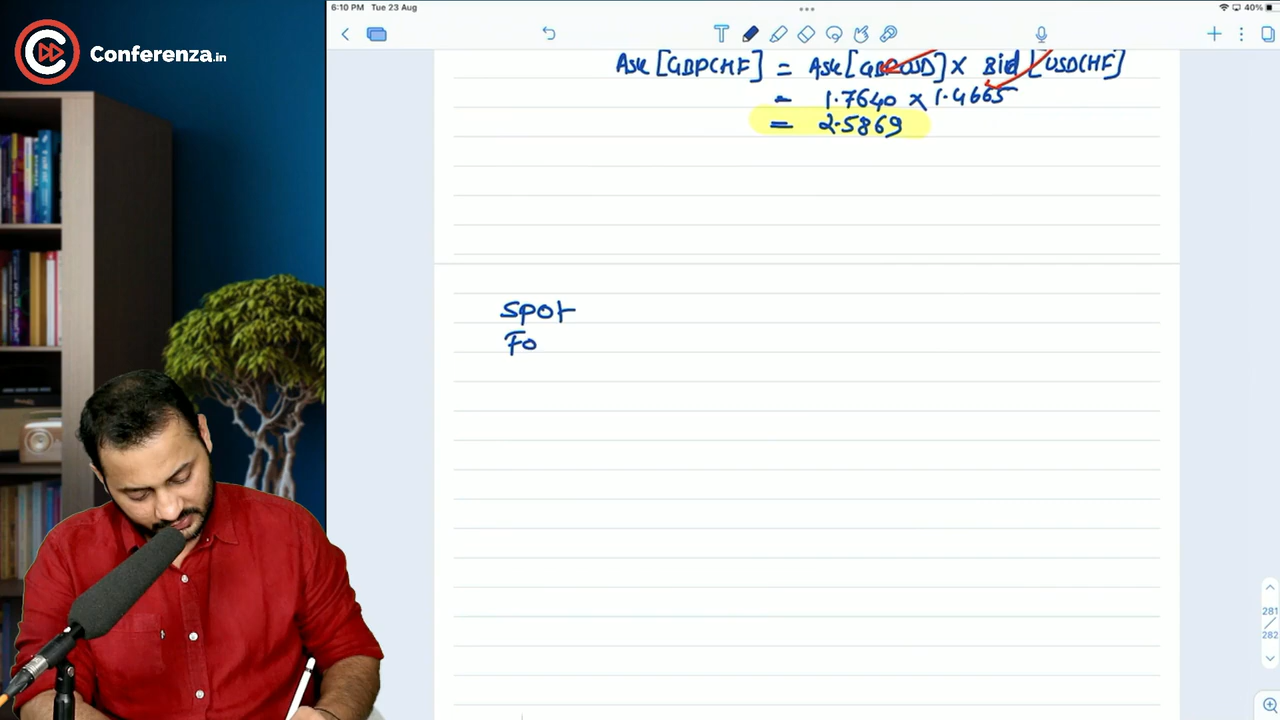 6:10 PM Tue 23 Aug
40%
Conferenza.in
Ask [GBPCHF] = Ask [GBPUSD] x Bid [USDCHF]
= 1.7640 x 1.4665
= 2.5869
Spot
Fo
281
282